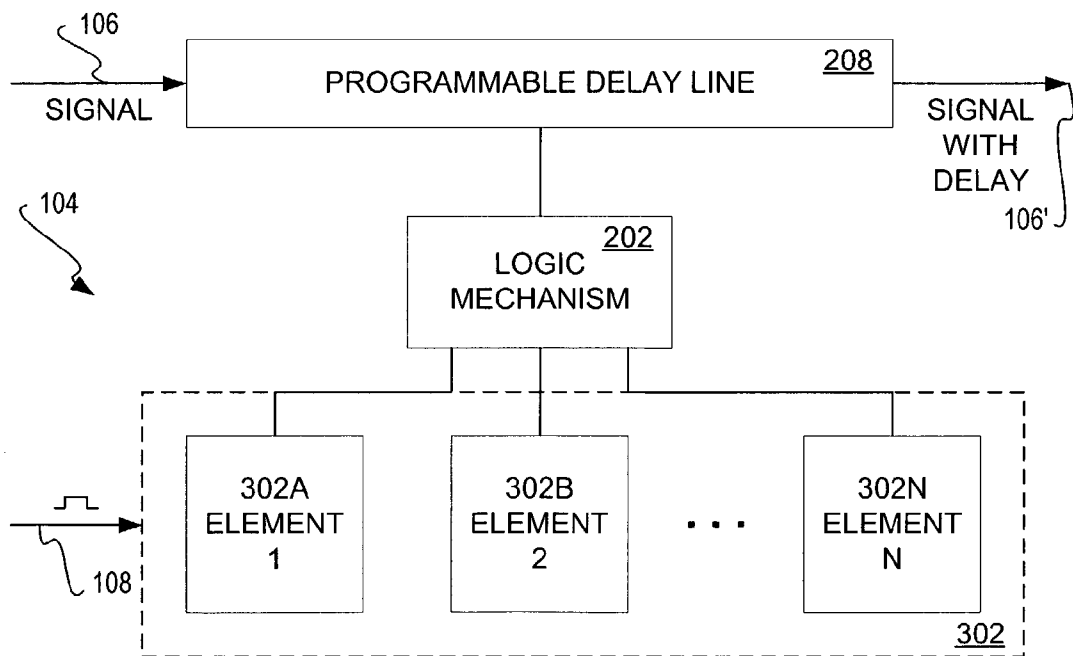 106
208
PROGRAMMABLE DELAY LINE
SIGNAL
SIGNAL
WITH
DELAY
106'
104
202
LOGIC
MECHANISM
302A
ELEMENT
1
302B
ELEMENT
2
. . .
302N
ELEMENT
N
108
302